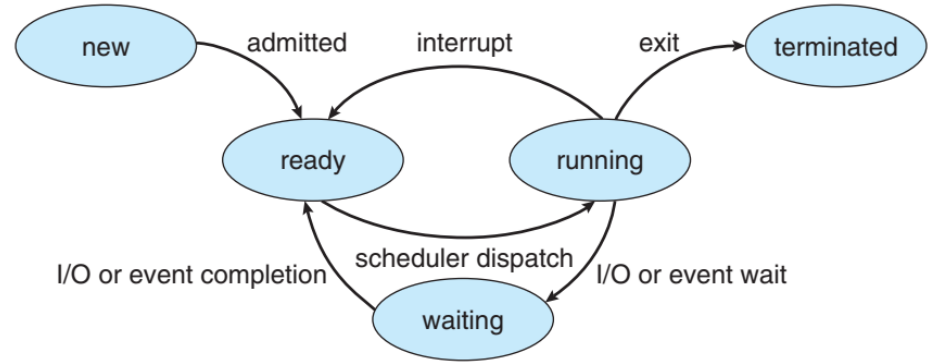 new
admitted
interrupt
exit
terminated
ready
running
scheduler dispatch
I/O or event completion
I/O or event wait
waiting